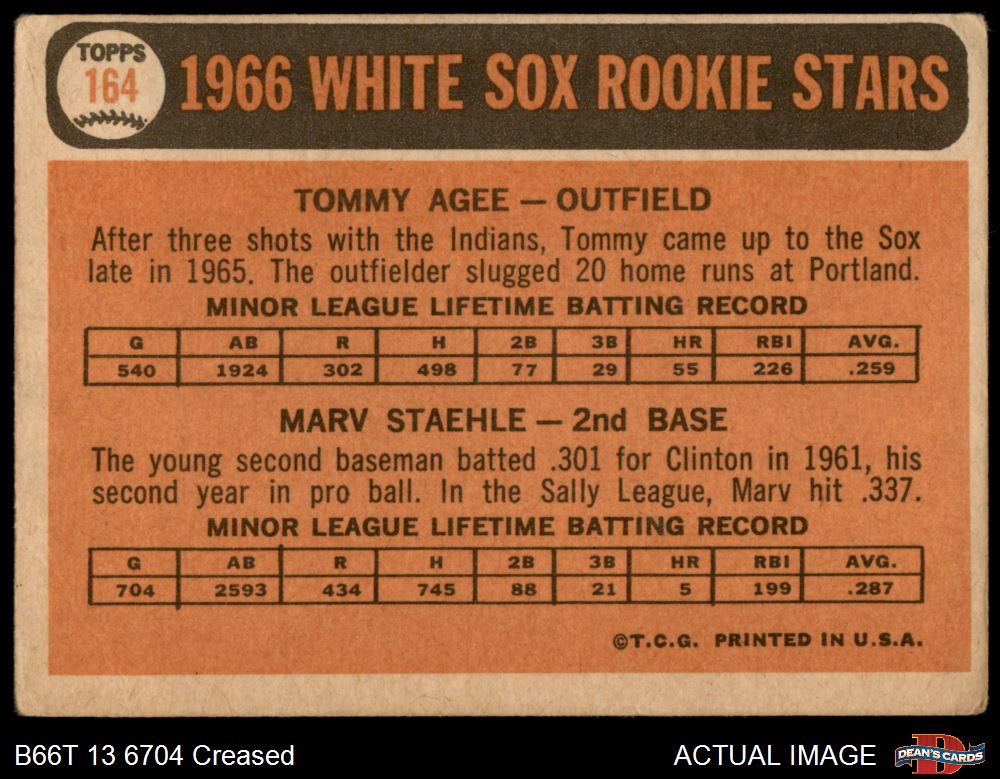 TOPPS
164
1966 WHITE SOX ROOKIE STARS
TOMMY AGEE — OUTFIELD
After three shots with the Indians, Tommy came up to the Sox
late in 1965. The outfielder slugged 20 home runs at Portland.
MINOR LEAGUE LIFETIME BATTING RECORD
G AB R H 2B 3B HR RBI AVG.
540 1924 302 498 77 29 55 226 .259
MARV STAEHLE — 2nd BASE
The young second baseman batted .301 for Clinton in 1961, his
second year in pro ball. In the Sally League, Marv hit .337.
MINOR LEAGUE LIFETIME BATTING RECORD
G AB R H 2B 3B HR RBI AVG.
704 2593 434 745 88 21 5 199 .287
©T.C.G. PRINTED IN U.S.A.
B66T 13 6704 Creased
ACTUAL IMAGE
D
DEAN'S CARDS